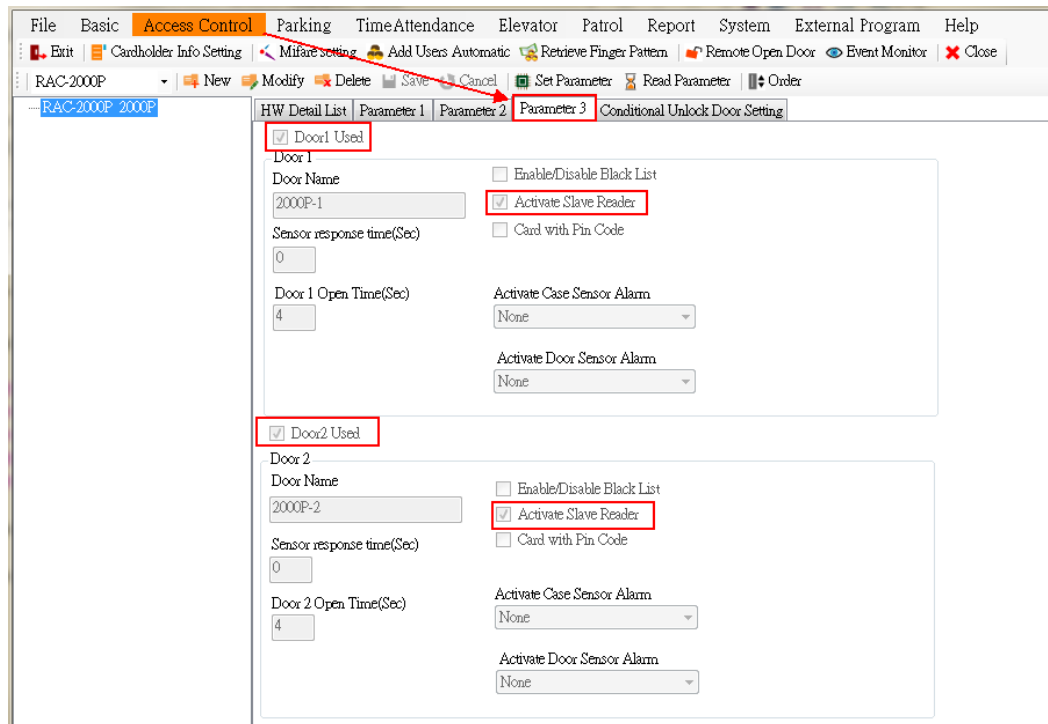 File Basic Access Control Parking TimeAttendance Elevator Patrol Report System External Program Help
Exit Cardholder Info Setting Mifare setting Add Users Automatic Retrieve Finger Pattern Remote Open Door Event Monitor Close
RAC-2000P New Modify Delete Save Cancel Set Parameter Read Parameter Order
RAC-2000P 2000P
HW Detail List Parameter 1 Parameter 2 Parameter 3 Conditional Unlock Door Setting
Door1 Used
Door 1
Door Name
Enable/Disable Black List
2000P-1
Activate Slave Reader
Sensor response time(Sec)
Card with Pin Code
0
Door 1 Open Time(Sec)
Activate Case Sensor Alarm
4
None
Activate Door Sensor Alarm
None
Door2 Used
Door 2
Door Name
Enable/Disable Black List
2000P-2
Activate Slave Reader
Sensor response time(Sec)
Card with Pin Code
0
Door 2 Open Time(Sec)
Activate Case Sensor Alarm
4
None
Activate Door Sensor Alarm
None